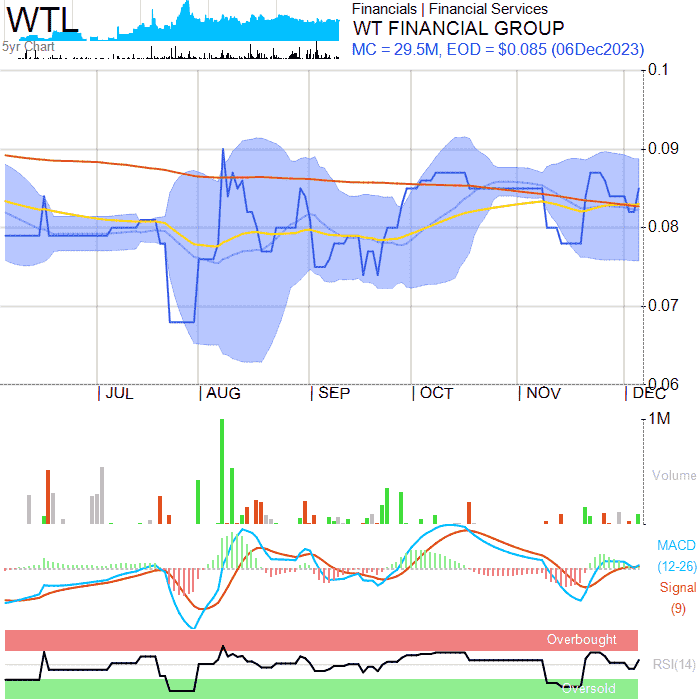 WTL
5yr Chart
Financials | Financial Services
WT FINANCIAL GROUP
MC = 29.5M, EOD = $0.085 (06Dec2023)
0.1
0.09
0.08
0.07
0.06
JUL AUG SEP OCT NOV DEC
1M
Volume
MACD
(12-26)
Signal
(9)
Overbought
RSI(14)
Oversold